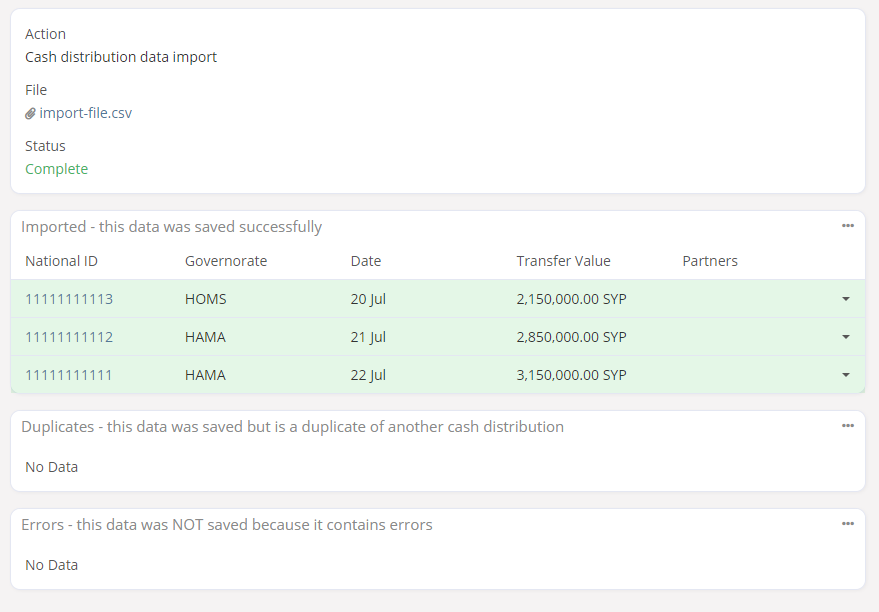 Action
Cash distribution data import
File
import-file.csv
Status
Complete
Imported - this data was saved successfully
National ID Governorate Date Transfer Value Partners
11111111113 HOMS 20 Jul 2,150,000.00 SYP
11111111112 HAMA 21 Jul 2,850,000.00 SYP
11111111111 HAMA 22 Jul 3,150,000.00 SYP
Duplicates - this data was saved but is a duplicate of another cash distribution
No Data
Errors - this data was NOT saved because it contains errors
No Data